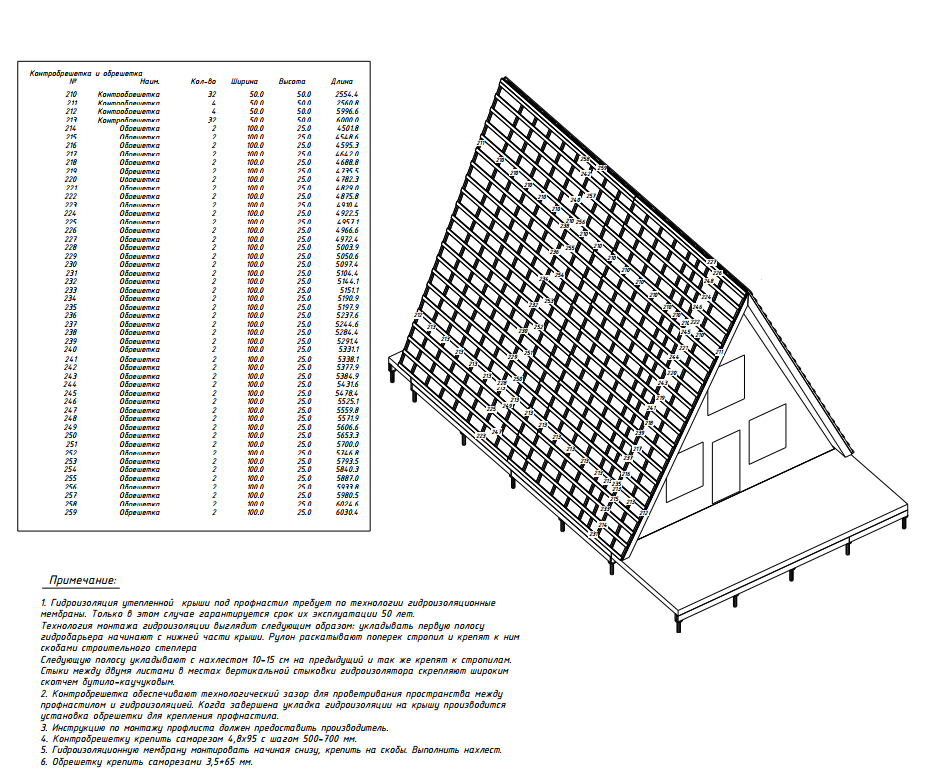 Контробрешетка и обрешетка
№ Наим. Кол-во Ширина Высота Длина
210 Контробрешетка 32 50.0 50.0 2554.4
211 Контробрешетка 4 50.0 50.0 2560.8
212 Контробрешетка 4 50.0 50.0 5996.6
213 Контробрешетка 32 50.0 50.0 6000.0
214 Обрешетка 2 100.0 25.0 4501.8
215 Обрешетка 2 100.0 25.0 4548.6
216 Обрешетка 2 100.0 25.0 4595.3
217 Обрешетка 2 100.0 25.0 4642.0
218 Обрешетка 2 100.0 25.0 4688.8
219 Обрешетка 2 100.0 25.0 4735.5
220 Обрешетка 2 100.0 25.0 4782.3
221 Обрешетка 2 100.0 25.0 4829.0
222 Обрешетка 2 100.0 25.0 4875.8
223 Обрешетка 2 100.0 25.0 4910.4
224 Обрешетка 2 100.0 25.0 4922.5
225 Обрешетка 2 100.0 25.0 4957.1
226 Обрешетка 2 100.0 25.0 4966.6
227 Обрешетка 2 100.0 25.0 4972.4
228 Обрешетка 2 100.0 25.0 5003.9
229 Обрешетка 2 100.0 25.0 5050.6
230 Обрешетка 2 100.0 25.0 5097.4
231 Обрешетка 2 100.0 25.0 5104.4
232 Обрешетка 2 100.0 25.0 5144.1
233 Обрешетка 2 100.0 25.0 5151.1
234 Обрешетка 2 100.0 25.0 5190.9
235 Обрешетка 2 100.0 25.0 5197.9
236 Обрешетка 2 100.0 25.0 5237.6
237 Обрешетка 2 100.0 25.0 5244.6
238 Обрешетка 2 100.0 25.0 5284.4
239 Обрешетка 2 100.0 25.0 5291.4
240 Обрешетка 2 100.0 25.0 5331.1
241 Обрешетка 2 100.0 25.0 5338.1
242 Обрешетка 2 100.0 25.0 5377.9
243 Обрешетка 2 100.0 25.0 5384.9
244 Обрешетка 2 100.0 25.0 5431.6
245 Обрешетка 2 100.0 25.0 5478.4
246 Обрешетка 2 100.0 25.0 5525.1
247 Обрешетка 2 100.0 25.0 5559.8
248 Обрешетка 2 100.0 25.0 5571.9
249 Обрешетка 2 100.0 25.0 5606.6
250 Обрешетка 2 100.0 25.0 5653.3
251 Обрешетка 2 100.0 25.0 5700.0
252 Обрешетка 2 100.0 25.0 5746.8
253 Обрешетка 2 100.0 25.0 5793.5
254 Обрешетка 2 100.0 25.0 5840.3
255 Обрешетка 2 100.0 25.0 5887.0
256 Обрешетка 2 100.0 25.0 5933.8
257 Обрешетка 2 100.0 25.0 5980.5
258 Обрешетка 2 100.0 25.0 6024.6
259 Обрешетка 2 100.0 25.0 6030.4
Примечание:
1. Гидроизоляция утепленной крыши под профнастил требует по технологии гидроизоляционные
мембраны. Только в этом случае гарантируется срок их эксплуатации 50 лет.
Технология монтажа гидроизоляции выглядит следующим образом: укладывать первую полосу
гидробарьера начинают с нижней части крыши. Рулон раскатывают поперек стропил и крепят к ним
скобами строительного степлера
Следующую полосу укладывают с нахлестом 10-15 см на предыдущий и так же крепят к стропилам.
Стыки между двумя листами в местах вертикальной стыковки гидроизолятора скрепляют широким
скотчем бутило-каучуковым.
2. Контробрешетка обеспечивают технологический зазор для проветривания пространства между
профнастилом и гидроизоляцией. Когда завершена укладка гидроизоляции на крышу производится
установка обрешетки для крепления профнастила.
3. Инструкцию по монтажу профлиста должен предоставить производитель.
4. Контробрешетку крепить саморезом 4,8х95 с шагом 500-700 мм.
5. Гидроизоляционную мембрану монтировать начиная снизу, крепить на скобы. Выполнить нахлест.
6. Обрешетку крепить саморезами 3,5*65 мм.